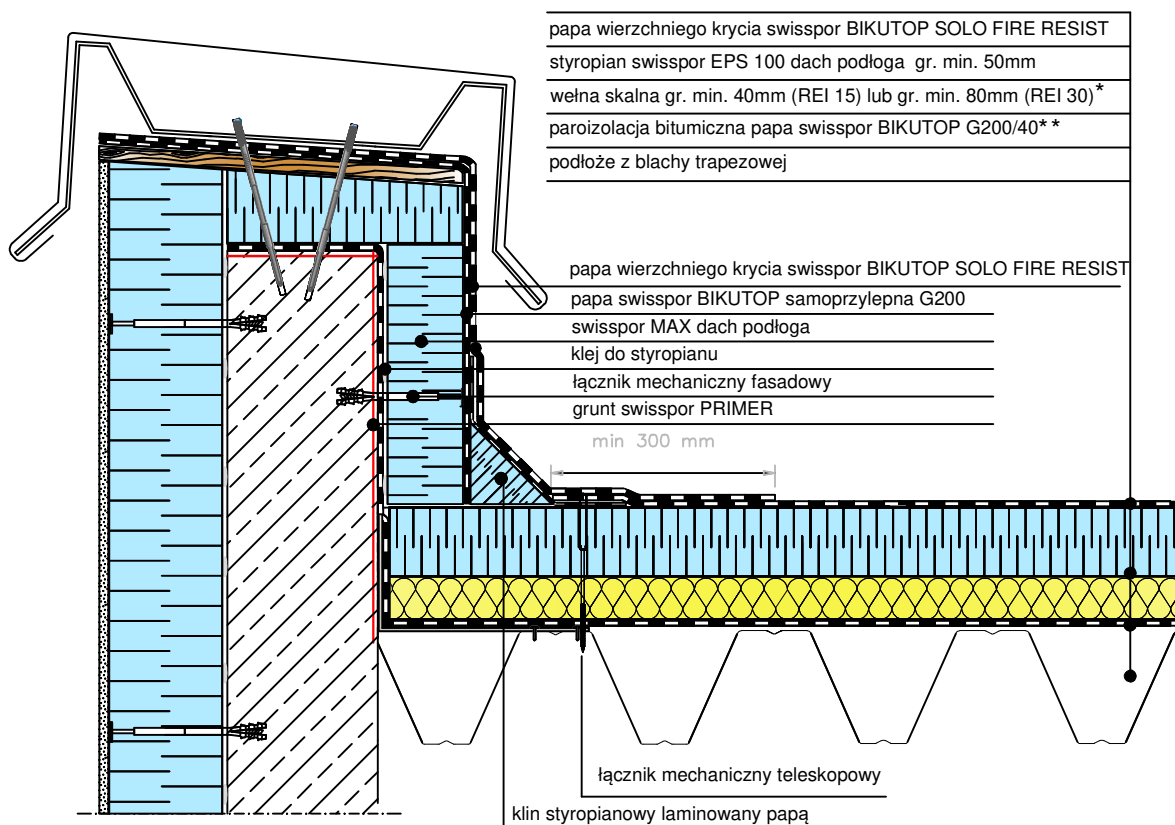 papa wierzchniego krycia swisspor BIKUTOP SOLO FIRE RESIST
styropian swisspor EPS 100 dach podłoga gr. min. 50mm
wełna skalna gr. min. 40mm (REI 15) lub gr. min. 80mm (REI 30)*
paroizolacja bitumiczna papa swisspor BIKUTOP G200/40**
podłoże z blachy trapezowej
papa wierzchniego krycia swisspor BIKUTOP SOLO FIRE RESIST
papa swisspor BIKUTOP samoprzylepna G200
swisspor MAX dach podłoga
klej do styropianu
łącznik mechaniczny fasadowy
grunt swisspor PRIMER
min 300 mm
łącznik mechaniczny teleskopowy
klin styropianowy laminowany papą